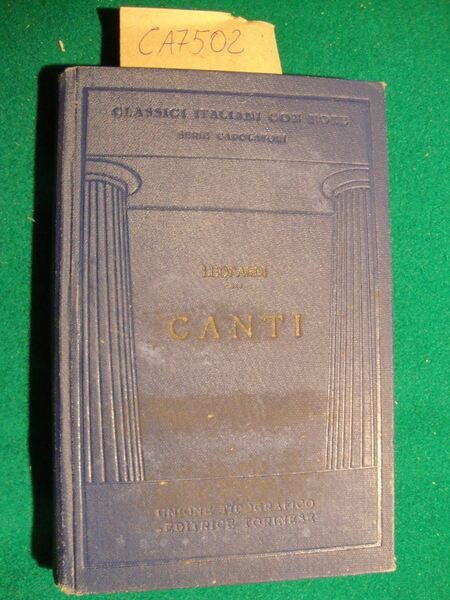 CA7502
CLASSICI ITALIANI CON NOTE
SERIE CAPOLAVORI
LEOPARDI
CANTI
UNIONE TIPOGRAFICO
EDITRICE TORINESE